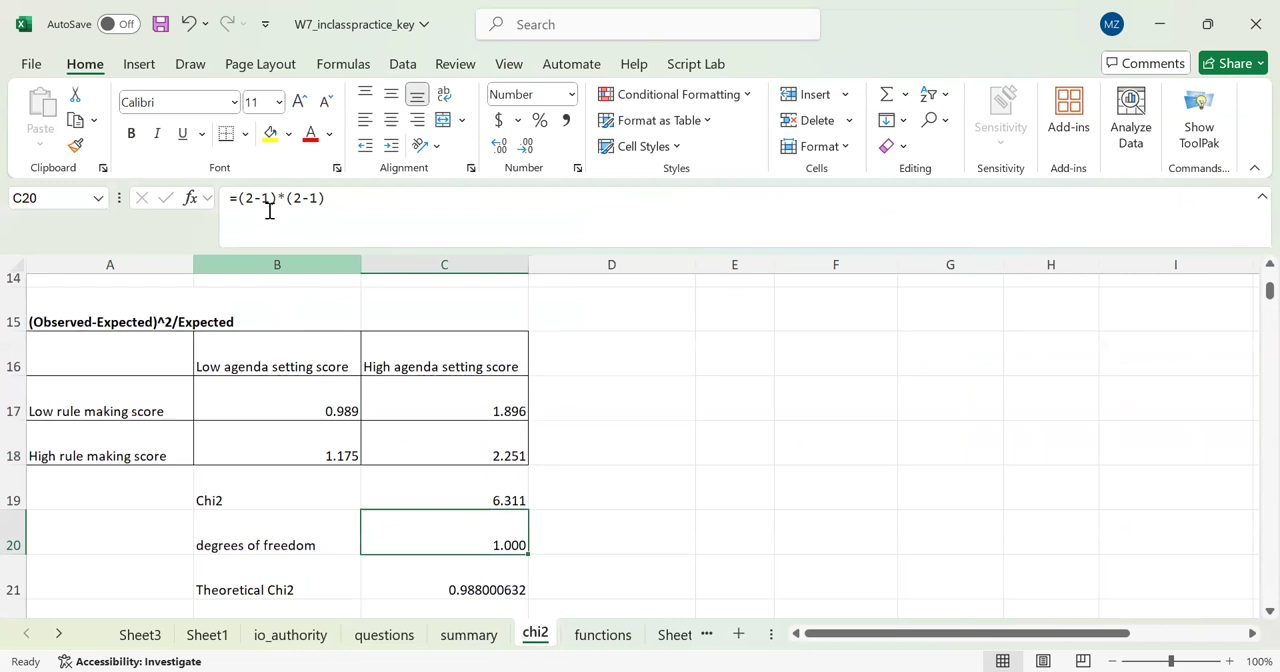 AutoSave Off W7_inclasspractice_key Search MZ
File Home Insert Draw Page Layout Formulas Data Review View Automate Help Script Lab Comments Share
Paste Calibri 11 Number Conditional Formatting Format as Table Cell Styles Insert Delete Format Sensitivity Add-ins Analyze Data Show ToolPak
Clipboard Font Alignment Number Styles Cells Editing Sensitivity Add-ins Commands...
C20 fx =(2-1)*(2-1)
A B C D E F G H I
14
15 (Observed-Expected)^2/Expected
16 Low agenda setting score High agenda setting score
17 Low rule making score 0.989 1.896
18 High rule making score 1.175 2.251
19 Chi2 6.311
20 degrees of freedom 1.000
21 Theoretical Chi2 0.988000632
Sheet3 Sheet1 io_authority questions summary chi2 functions Sheet ...
Ready Accessibility: Investigate 100%